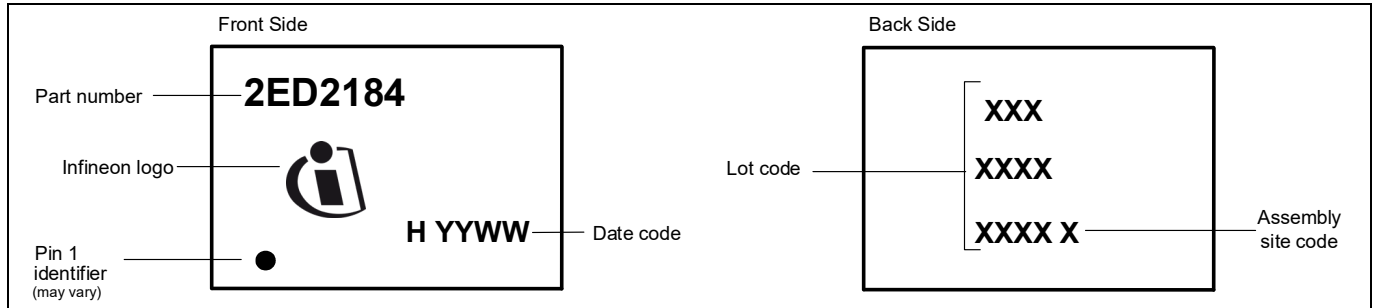 Front Side
Back Side
Part number
2ED2184
Infineon logo
H YYWW
Date code
Pin 1
identifier
(may vary)
XXX
Lot code
XXXX
XXXX X
Assembly
site code